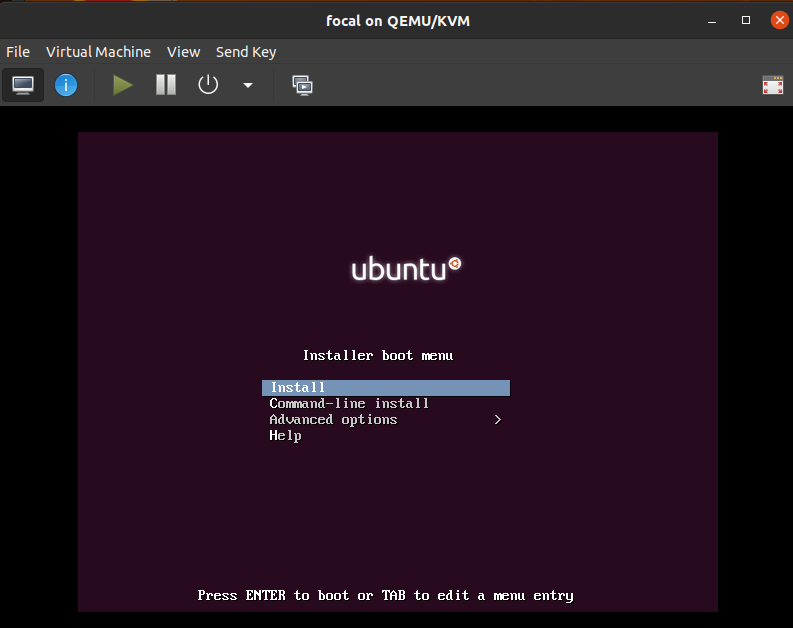 focal on QEMU/KVM
File Virtual Machine View Send Key
ubuntu
Installer boot menu
Install
Command-line install
Advanced options >
Help
Press ENTER to boot or TAB to edit a menu entry